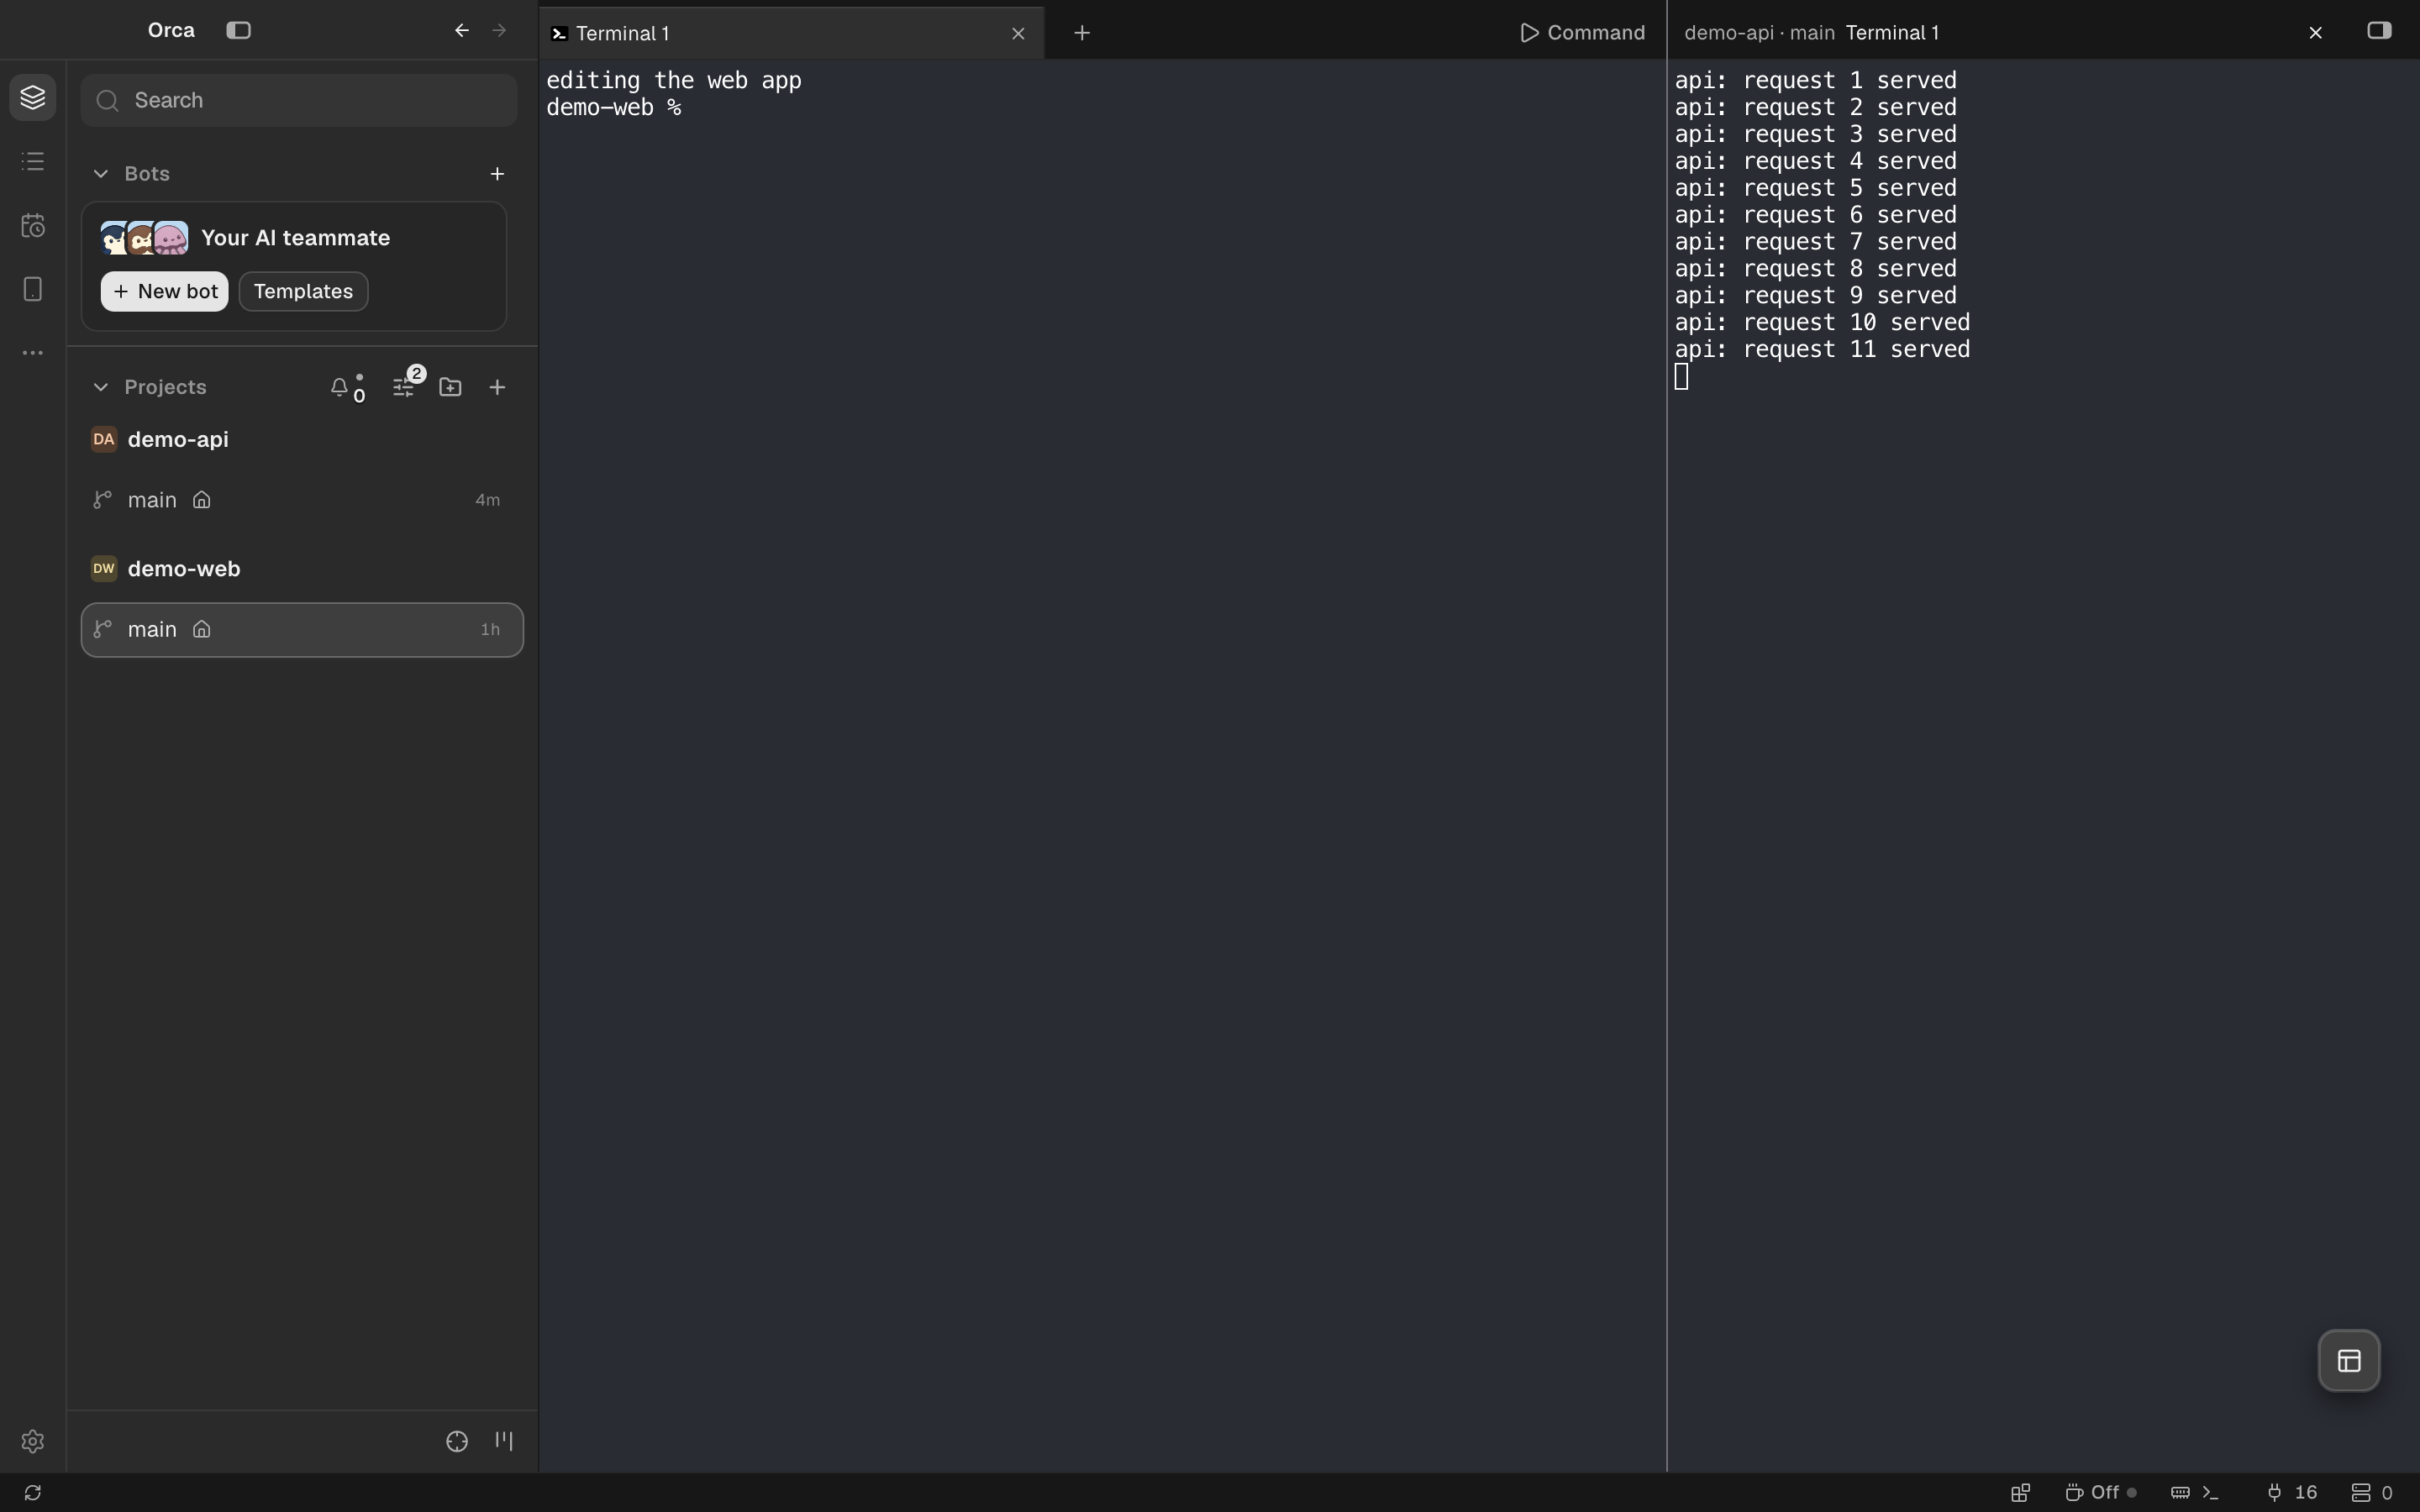 Orca
Search
Bots
Your AI teammate
New bot
Templates
Projects
0
2
DA demo-api
main
4m
DW demo-web
main
1h
Terminal 1
Command
editing the web app
demo-web %
demo-api · main Terminal 1
api: request 1 served
api: request 2 served
api: request 3 served
api: request 4 served
api: request 5 served
api: request 6 served
api: request 7 served
api: request 8 served
api: request 9 served
api: request 10 served
api: request 11 served
Off
16
0